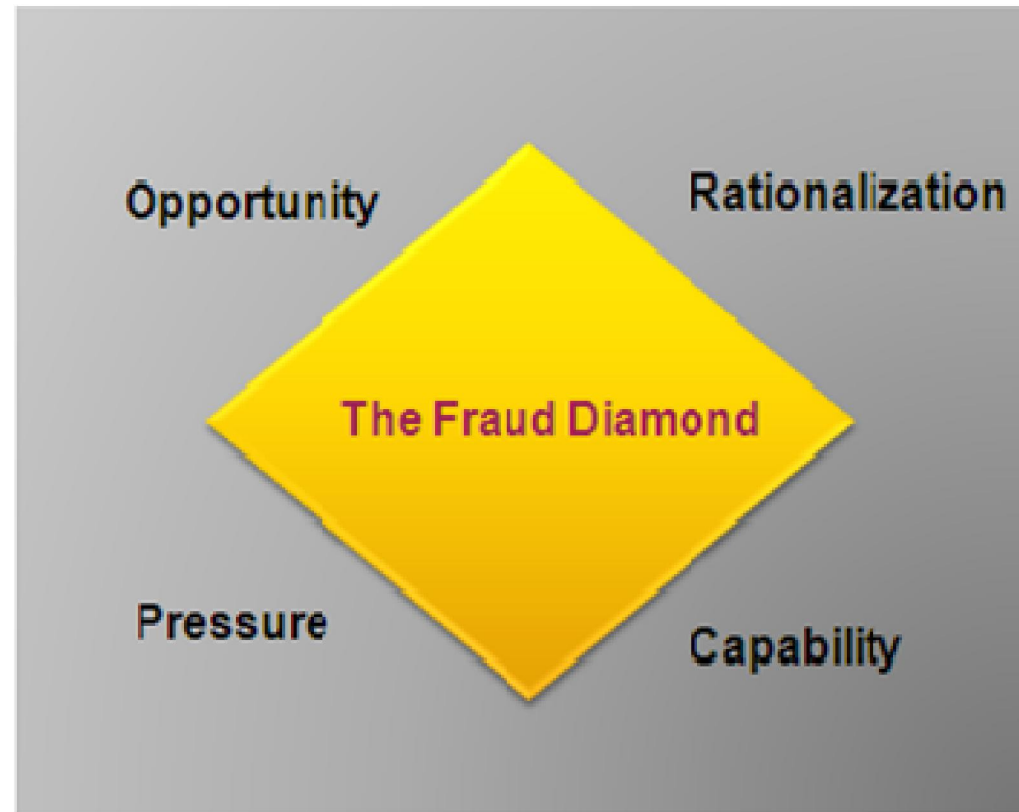 Opportunity
Rationalization
The Fraud Diamond
Pressure
Capability